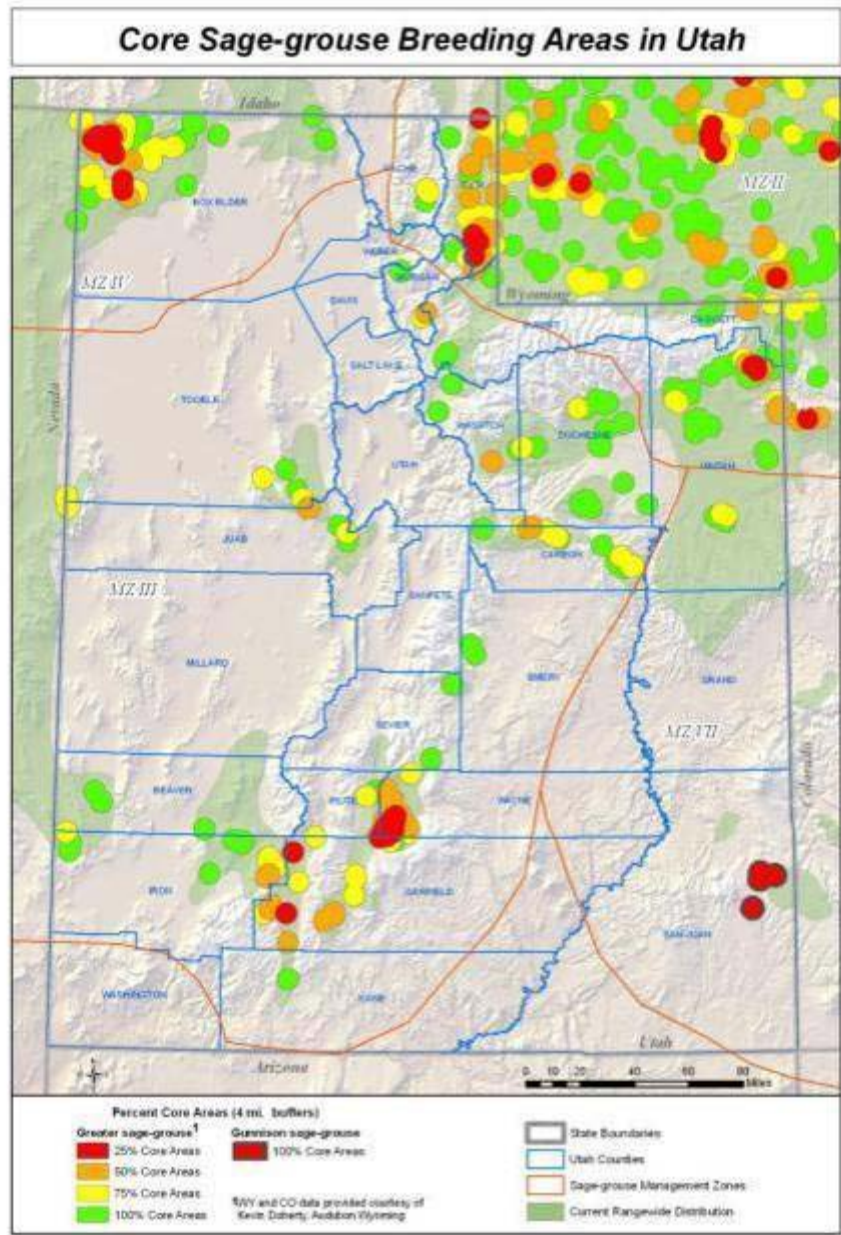 Core Sage-grouse Breeding Areas in Utah
Idaho
MZ II
CACHE
RICH
BOX ELDER
WEBER
MZ IV
DAVIS
Wyoming
SUMMIT
DAGGETT
SALT LAKE
TOOELE
Nevada
WASATCH
DUCHESNE
UTAH
UINTAH
JUAB
CARBON
MZ III
SANPETE
MILLARD
EMERY
GRAND
SEVIER
MZ VII
Colorado
BEAVER
PIUTE
WAYNE
IRON
GARFIELD
SAN JUAN
WASHINGTON
KANE
Utah
Arizona
0 10 20 40 60 80
Miles
Percent Core Areas (4 mi. buffers)
Greater sage-grouse¶
25% Core Areas
50% Core Areas
75% Core Areas
100% Core Areas
Gunnison sage-grouse
100% Core Areas
¶WY and CO data provided courtesy of
Kevin Doherty, Audubon Wyoming
State Boundaries
Utah Counties
Sage-grouse Management Zones
Current Rangewide Distribution